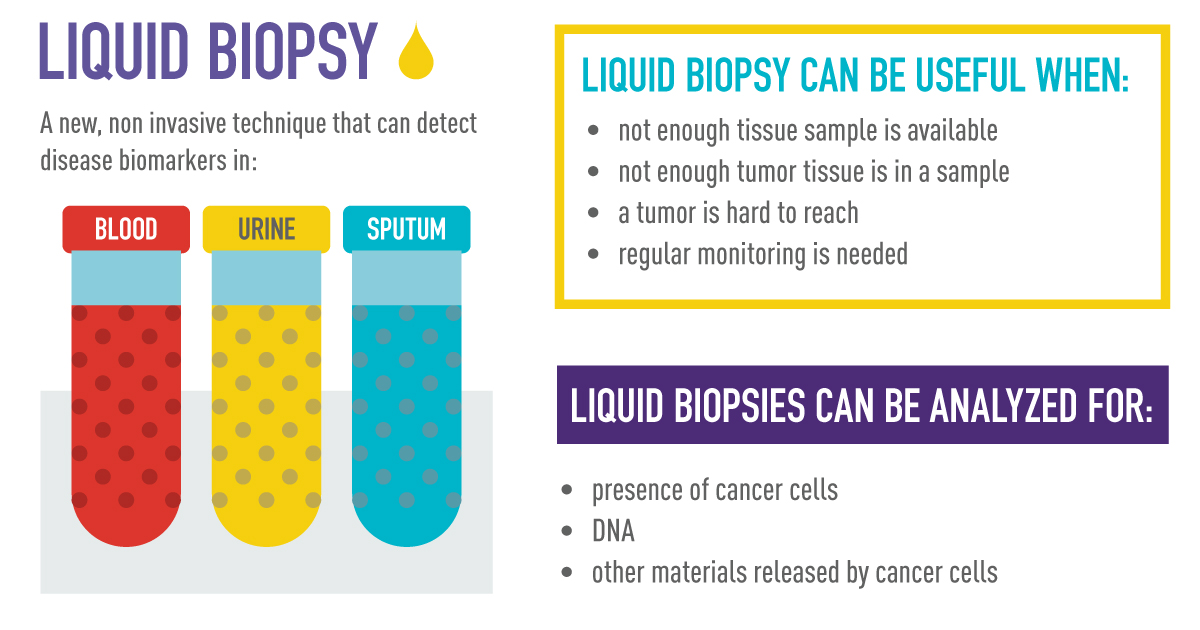 LIQUID BIOPSY
A new, non invasive technique that can detect
disease biomarkers in:
BLOOD
URINE
SPUTUM
LIQUID BIOPSY CAN BE USEFUL WHEN:
• not enough tissue sample is available
• not enough tumor tissue is in a sample
• a tumor is hard to reach
• regular monitoring is needed
LIQUID BIOPSIES CAN BE ANALYZED FOR:
• presence of cancer cells
• DNA
• other materials released by cancer cells